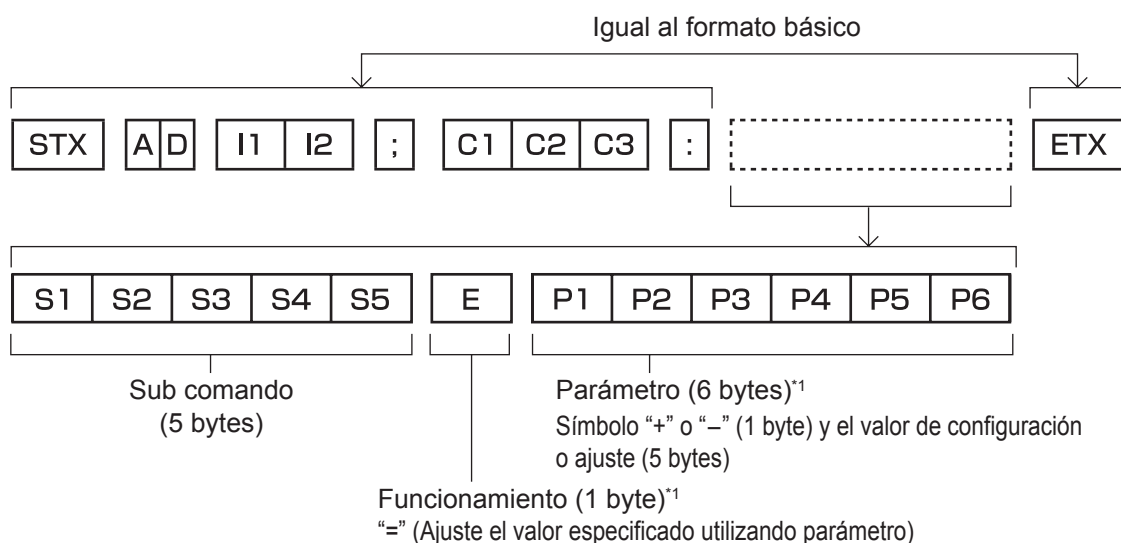 Igual al formato básico
STX A D I1 I2 ; C1 C2 C3 : ETX
S1 S2 S3 S4 S5 E P1 P2 P3 P4 P5 P6
Sub comando
(5 bytes)
Parámetro (6 bytes)*1
Símbolo “+” o “–” (1 byte) y el valor de configuración
o ajuste (5 bytes)
Funcionamiento (1 byte)*1
“=” (Ajuste el valor especificado utilizando parámetro)